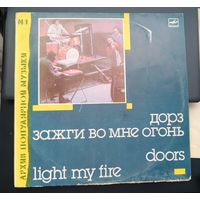 АРХИВ ПОПУЛЯРНОЙ МУЗЫКИ
дорз
зажги во мне огонь
doors
light my fire